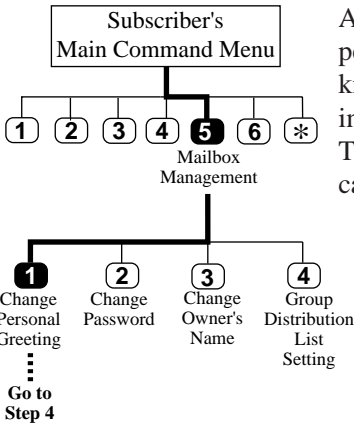 Subscriber's
Main Command Menu
1 2 3 4 5 6 *
Mailbox
Management
1 2 3 4
Change
Personal
Greeting
Change
Password
Change
Owner's
Name
Group
Distribution
List
Setting
Go to
Step 4